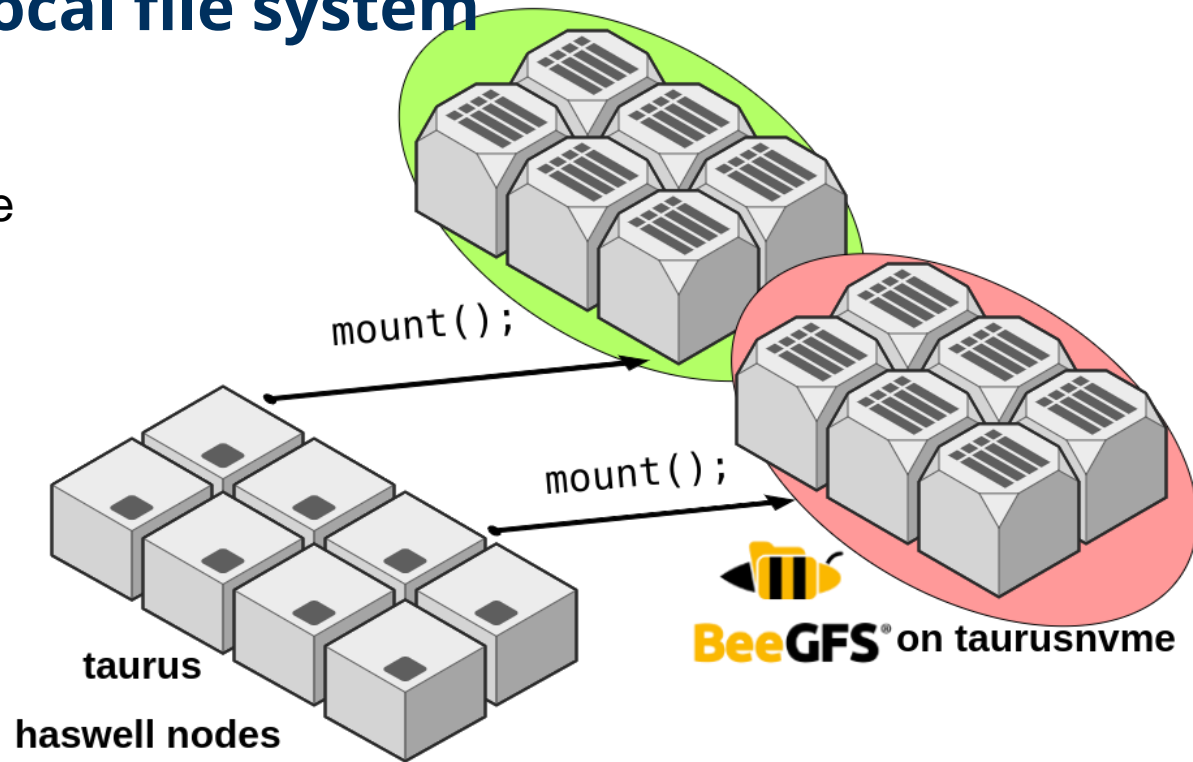 ocal file system
e
mount();
mount();
BeeGFS® on taurusnvme
taurus
haswell nodes